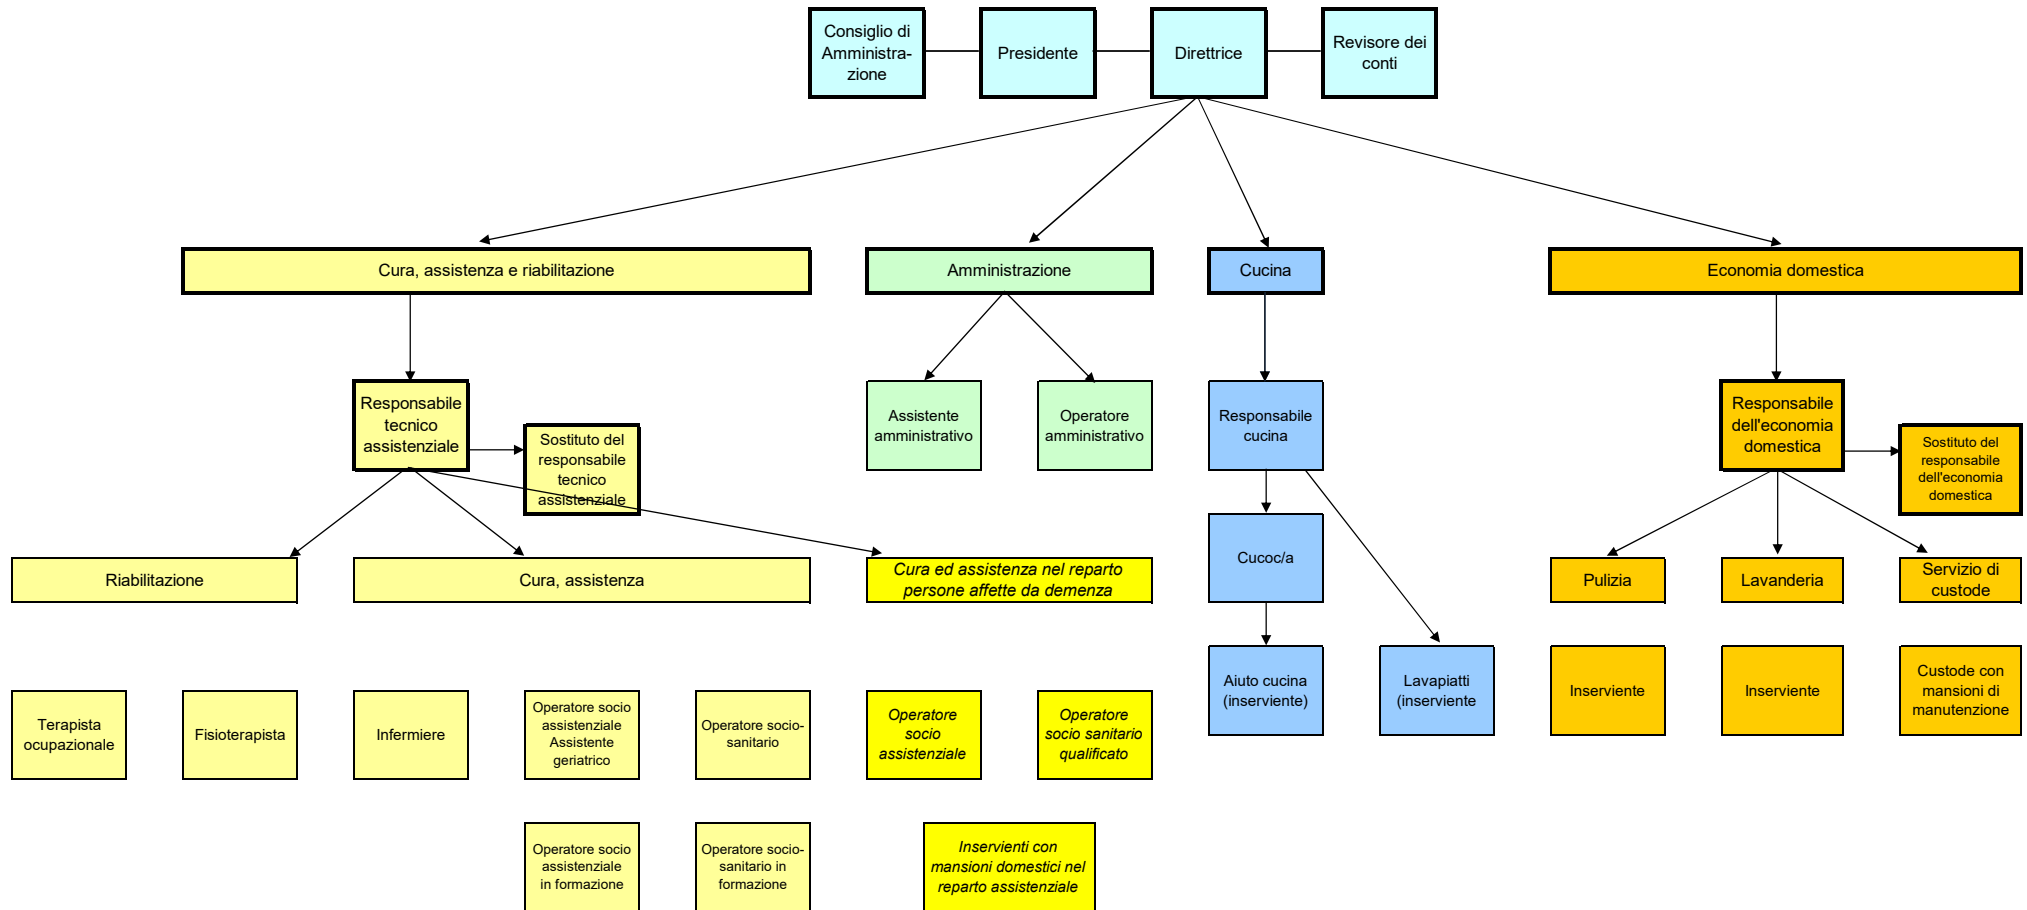 Consiglio di
Amministra-
zione
Presidente
Direttrice
Revisore dei
conti
Cura, assistenza e riabilitazione
Amministrazione
Cucina
Economia domestica
Responsabile
tecnico
assistenziale
Sostituto del
responsabile
tecnico
assistenziale
Assistente
amministrativo
Operatore
amministrativo
Responsabile
cucina
Responsabile
dell'economia
domestica
Sostituto del
responsabile
dell'economia
domestica
Cucoc/a
Riabilitazione
Cura, assistenza
Cura ed assistenza nel reparto
persone affette da demenza
Pulizia
Lavanderia
Servizio di
custode
Aiuto cucina
(inserviente)
Lavapiatti
(inserviente
Inserviente
Inserviente
Custode con
mansioni di
manutenzione
Terapista
ocupazionale
Fisioterapista
Infermiere
Operatore socio
assistenziale
Assistente
geriatrico
Operatore socio-
sanitario
Operatore
socio
assistenziale
Operatore
socio sanitario
qualificato
Operatore socio
assistenziale
in formazione
Operatore socio-
sanitario in
formazione
Inservienti con
mansioni domestici nel
reparto assistenziale